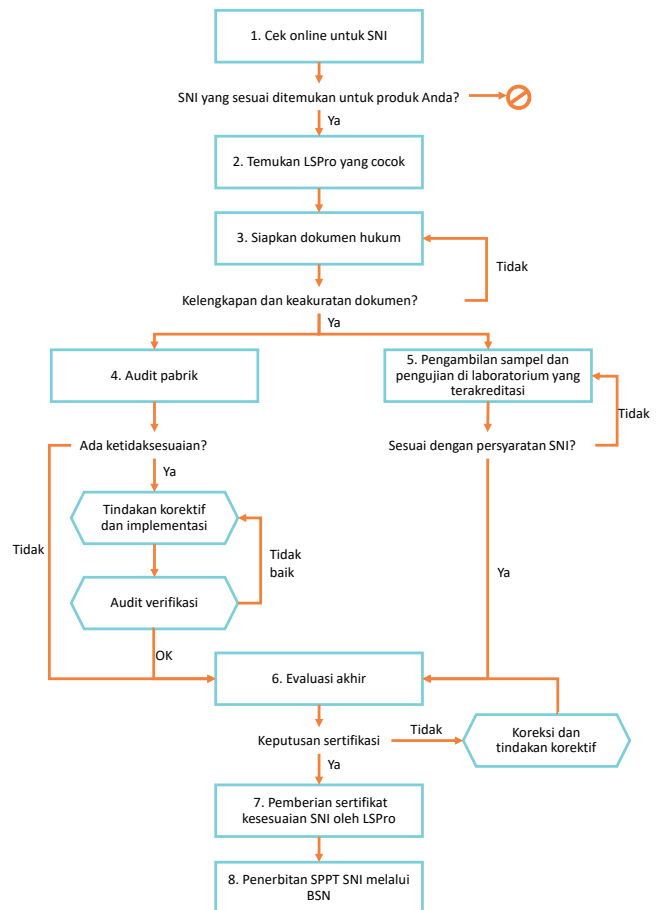 1. Cek online untuk SNI
SNI yang sesuai ditemukan untuk produk Anda?
Ya
2. Temukan LSPro yang cocok
3. Siapkan dokumen hukum
Tidak
Kelengkapan dan keakuratan dokumen?
Ya
4. Audit pabrik
5. Pengambilan sampel dan
pengujian di laboratorium yang
terakreditasi
Tidak
Ada ketidaksesuaian?
Sesuai dengan persyaratan SNI?
Ya
Tindakan korektif
dan implementasi
Tidak
Tidak
baik
Audit verifikasi
Ya
OK
6. Evaluasi akhir
Keputusan sertifikasi
Tidak
Koreksi dan
tindakan korektif
Ya
7. Pemberian sertifikat
kesesuaian SNI oleh LSPro
8. Penerbitan SPPT SNI melalui
BSN